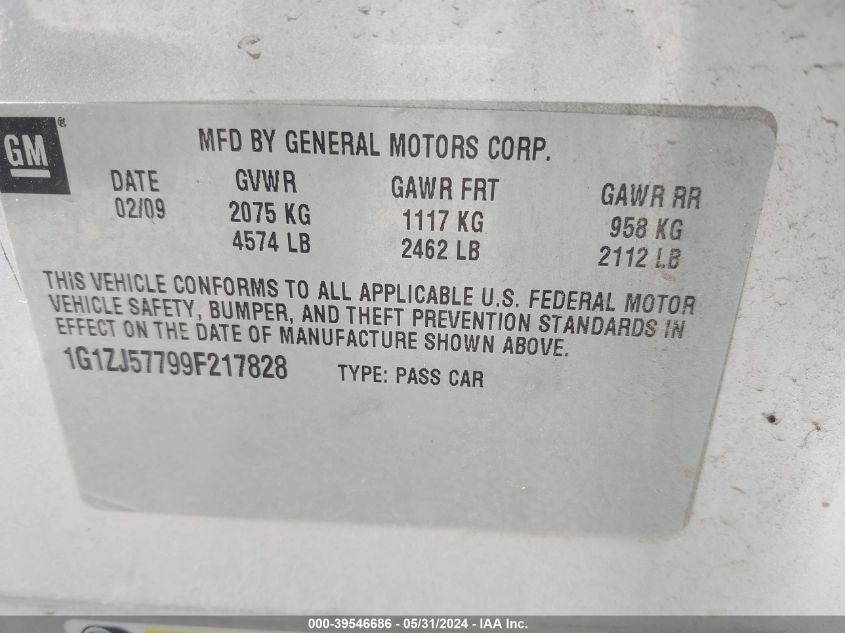 GM®
MFD BY GENERAL MOTORS CORP.
DATE GVWR GAWR FRT GAWR RR
02/09 2075 KG 1117 KG 958 KG
4574 LB 2462 LB 2112 LB
THIS VEHICLE CONFORMS TO ALL APPLICABLE U.S. FEDERAL MOTOR
VEHICLE SAFETY, BUMPER, AND THEFT PREVENTION STANDARDS IN
EFFECT ON THE DATE OF MANUFACTURE SHOWN ABOVE.
1G1ZJ57799F217828 TYPE: PASS CAR
000-39546686 - 05/31/2024 - IAA Inc.